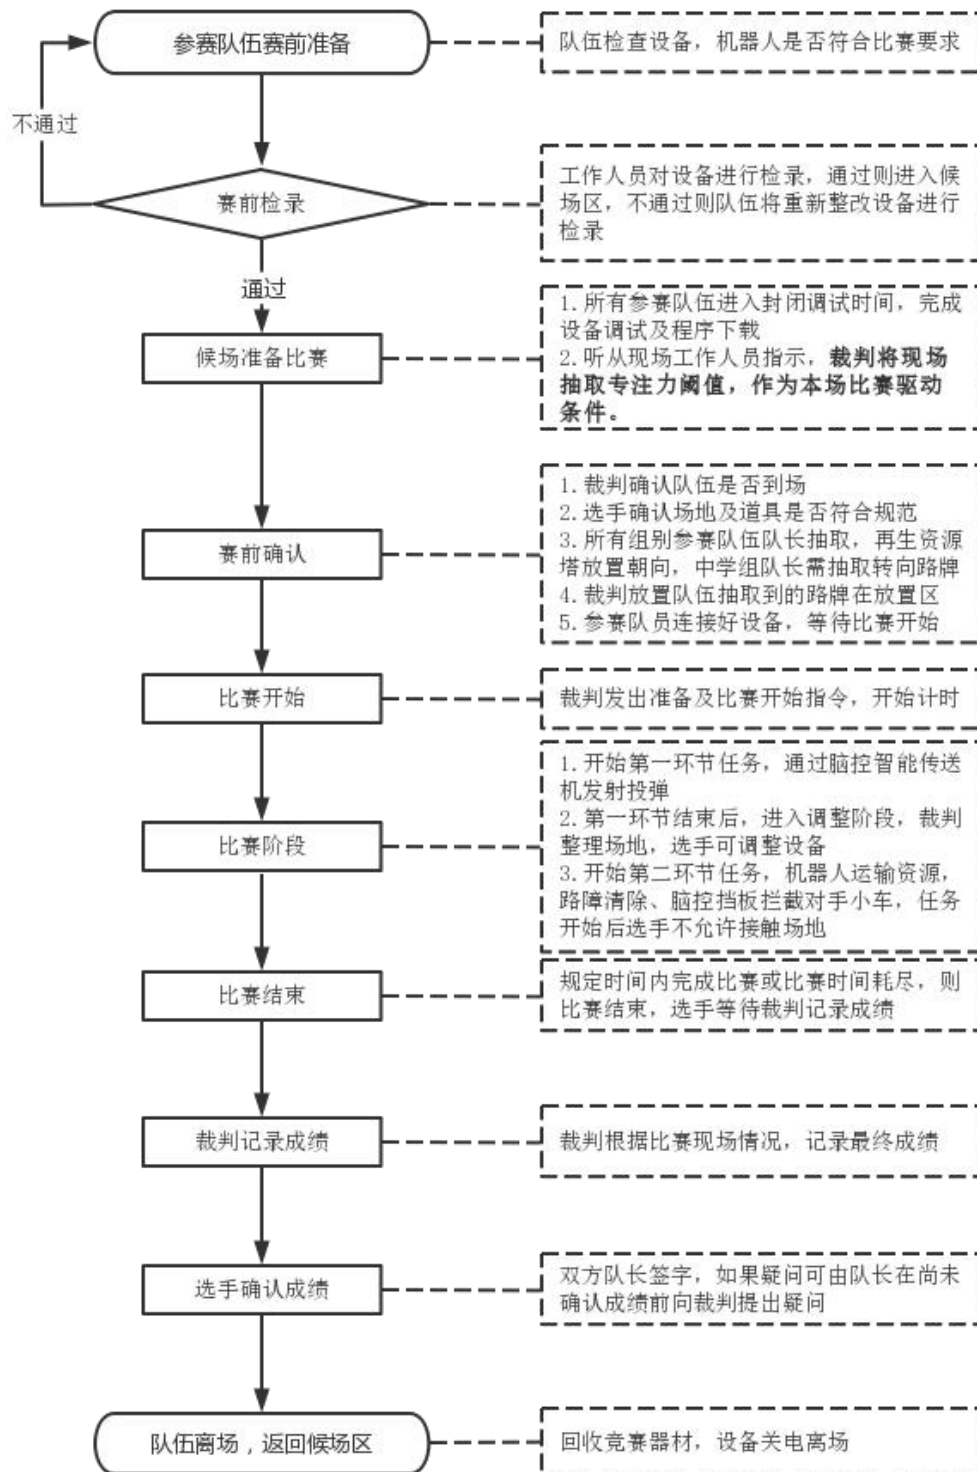 参赛队伍赛前准备
队伍检查设备，机器人是否符合比赛要求
不通过
赛前检录
工作人员对设备进行检录，通过则进入候
场区，不通过则队伍将重新整改设备进行
检录
通过
候场准备比赛
1.所有参赛队伍进入封闭调试时间，完成
设备调试及程序下载
2.听从现场工作人员指示，裁判将现场
抽取专注力阈值，作为本场比赛驱动
条件。
赛前确认
1.裁判确认队伍是否到场
2.选手确认场地及道具是否符合规范
3.所有组别参赛队伍队长抽取，再生资源
塔放置朝向，中学组队长需抽取转向路牌
4.裁判放置队伍抽取到的路牌在放置区
5.参赛队员连接好设备，等待比赛开始
比赛开始
裁判发出准备及比赛开始指令，开始计时
比赛阶段
1.开始第一环节任务，通过脑控智能传送
机发射投弹
2.第一环节结束后，进入调整阶段，裁判
整理场地，选手可调整设备
3.开始第二环节任务，机器人运输资源，
路障清除、脑控挡板拦截对手小车，任务
开始后选手不允许接触场地
比赛结束
规定时间内完成比赛或比赛时间耗尽，则
比赛结束，选手等待裁判记录成绩
裁判记录成绩
裁判根据比赛现场情况，记录最终成绩
选手确认成绩
双方队长签字，如果疑问可由队长在尚未
确认成绩前向裁判提出疑问
队伍离场，返回候场区
回收竞赛器材，设备关电离场